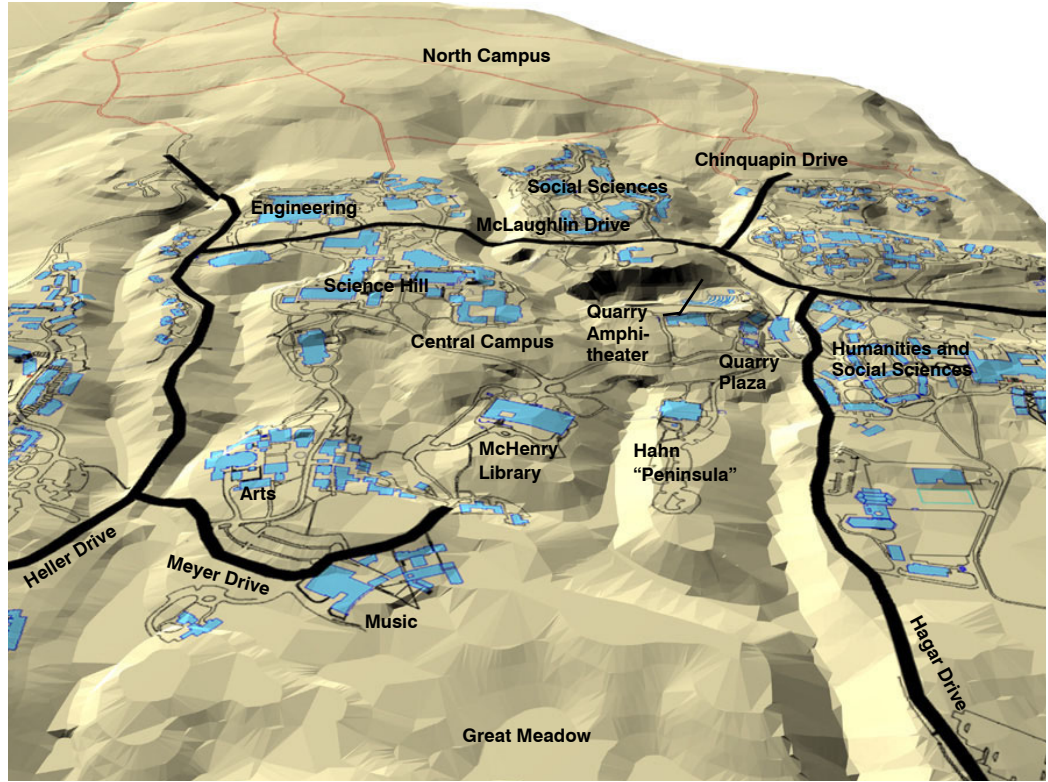 North Campus
Chinquapin Drive
Social Sciences
Engineering
McLaughlin Drive
Science Hill
Quarry
Amphi-
theater
Central Campus
Quarry
Plaza
Humanities and
Social Sciences
McHenry
Library
Hahn
“Peninsula”
Arts
Heller Drive
Meyer Drive
Music
Hagar Drive
Great Meadow